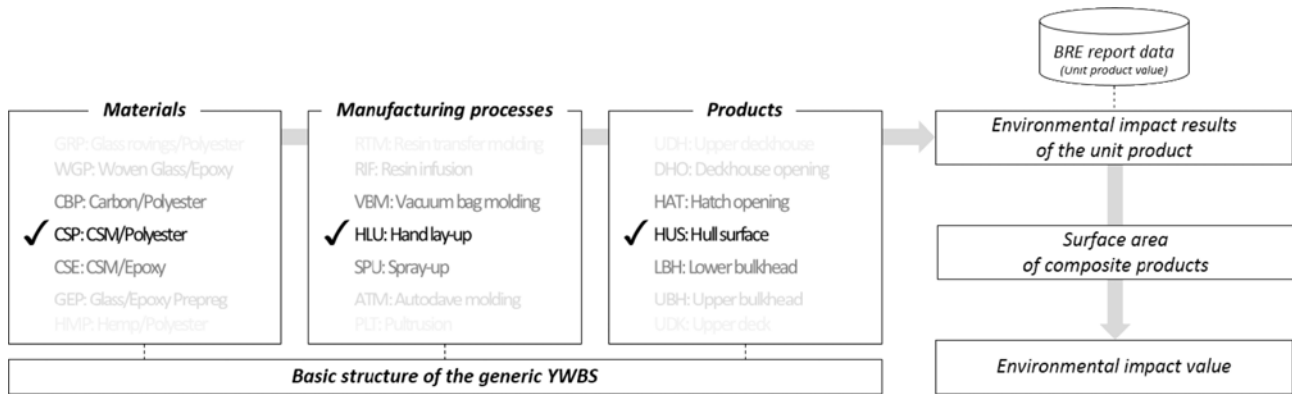 BRE report data
(Unit product value)
Materials
GRP: Glass rovings/Polyester
WGP: Woven Glass/Epoxy
CBP: Carbon/Polyester
CSP: CSM/Polyester
CSE: CSM/Epoxy
GEP: Glass/Epoxy Prepreg
HMP: Hemp/Polyester
Manufacturing processes
RTM: Resin transfer molding
RIF: Resin infusion
VBM: Vacuum bag molding
HLU: Hand lay-up
SPU: Spray-up
ATM: Autodave molding
PLT: Pultrusion
Products
UDH: Upper deckhouse
DHO: Deckhouse opening
HAT: Hatch opening
HUS: Hull surface
LBH: Lower bulkhead
UBH: Upper bulkhead
UDK: Upper deck
Environmental impact results
of the unit product
Surface area
of composite products
Environmental impact value
Basic structure of the generic YWBS